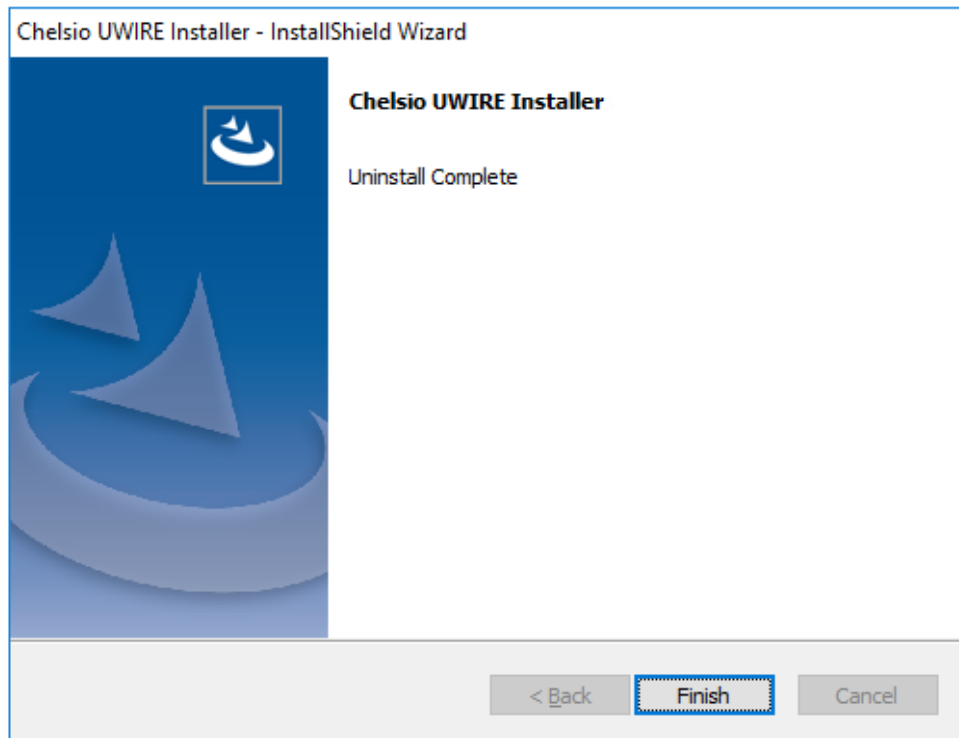 Chelsio UWIRE Installer - InstallShield Wizard
Chelsio UWIRE Installer
Uninstall Complete
< Back Finish Cancel